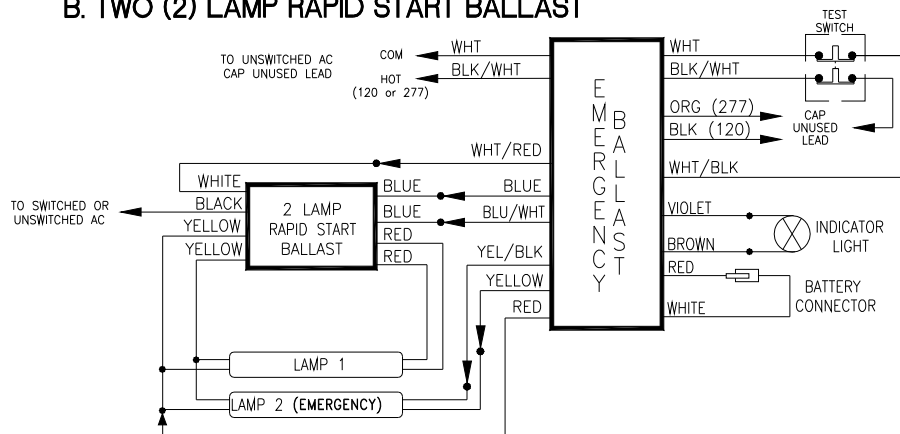 B. TWO (2) LAMP RAPID START BALLAST
TEST
SWITCH
TO UNSWITCHED AC
CAP UNUSED LEAD
COM
HOT
(120 or 277)
WHT
BLK/WHT
WHT
BLK/WHT
ORG (277)
BLK (120)
CAP
UNUSED
LEAD
EMERGENCY
BALLAST
WHT/RED
WHT/BLK
WHITE
BLACK
YELLOW
YELLOW
TO SWITCHED OR
UNSWITCHED AC
2 LAMP
RAPID START
BALLAST
BLUE
BLUE
RED
RED
BLUE
BLU/WHT
YEL/BLK
YELLOW
RED
VIOLET
BROWN
INDICATOR
LIGHT
RED
WHITE
BATTERY
CONNECTOR
LAMP 1
LAMP 2 (EMERGENCY)